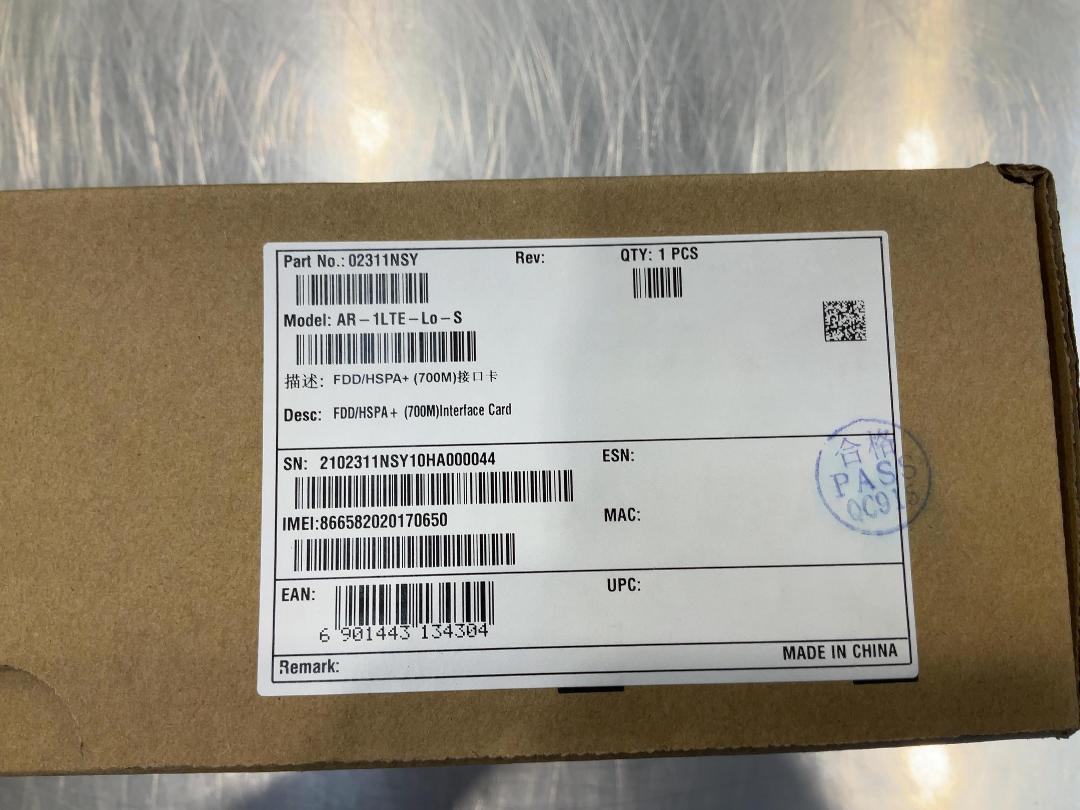 Part No.: 02311NSY Rev: QTY: 1 PCS
Model: AR-1LTE-Lo-S
描述: FDD/HSPA+ (700M)接口卡
Desc: FDD/HSPA+ (700M)Interface Card
SN: 2102311NSY10HA000044 ESN:
IMEI:866582020170650 MAC:
合格
PASS
EAN: UPC:
6 901443 134304
MADE IN CHINA
Remark: